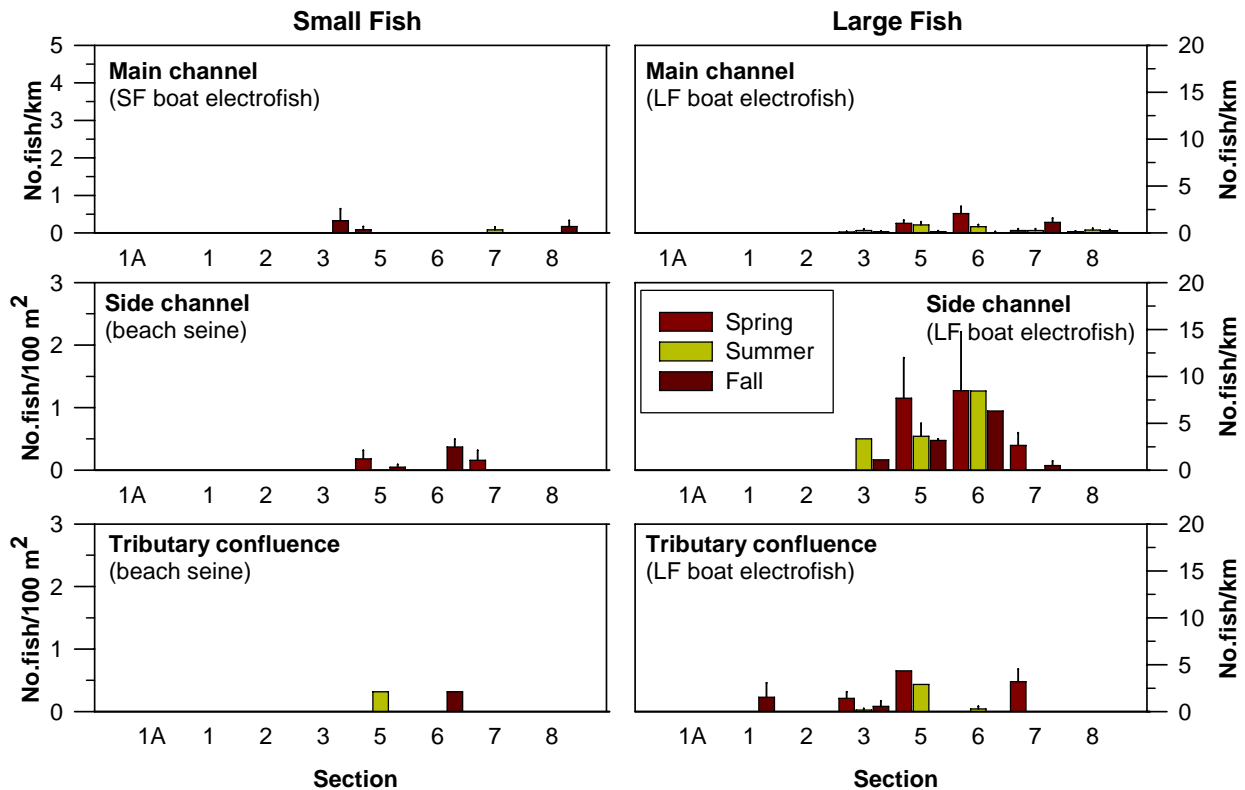 Small Fish
Large Fish
No.fish/km
5
4
3
2
1
0
Main channel
(SF boat electrofish)
1A 1 2 3 5 6 7 8
Main channel
(LF boat electrofish)
20
15
10
5
0
No.fish/km
1A 1 2 3 5 6 7 8
No.fish/100 m²
3
2
1
0
Side channel
(beach seine)
1A 1 2 3 5 6 7 8
Spring
Summer
Fall
Side channel
(LF boat electrofish)
20
15
10
5
0
No.fish/km
1A 1 2 3 5 6 7 8
No.fish/100 m²
3
2
1
0
Tributary confluence
(beach seine)
1A 1 2 3 5 6 7 8
Section
Tributary confluence
(LF boat electrofish)
20
15
10
5
0
No.fish/km
1A 1 2 3 5 6 7 8
Section